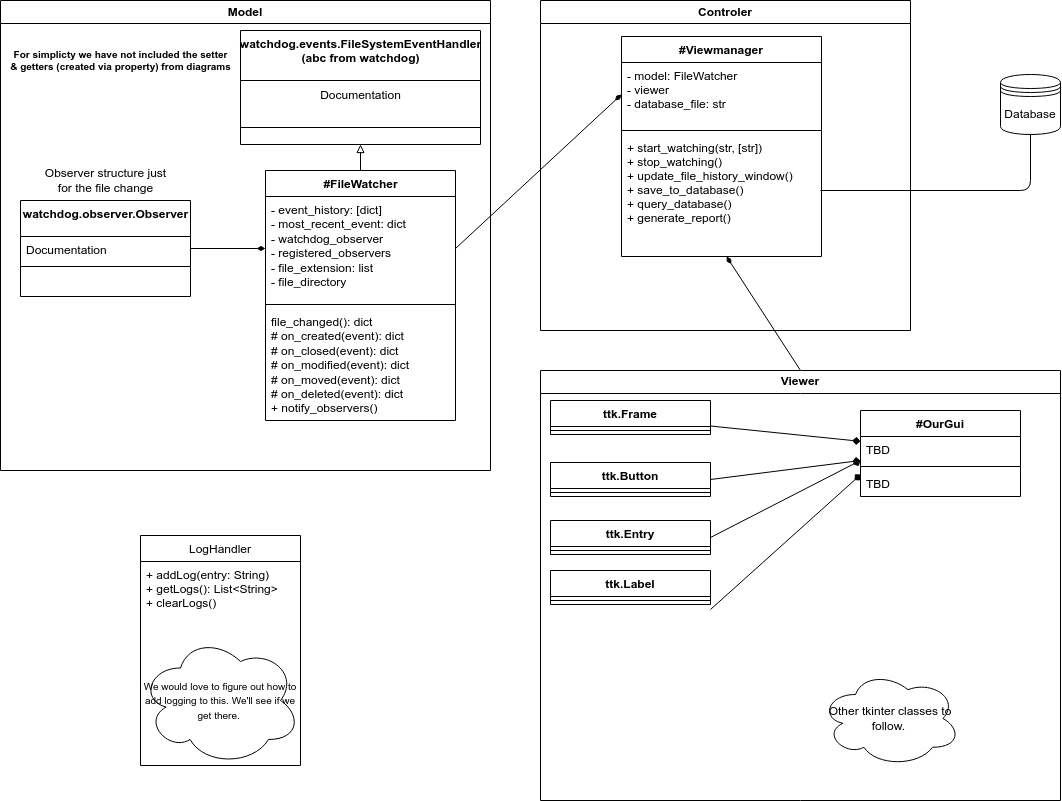 Model
For simplicty we have not included the setter
& getters (created via property) from diagrams
watchdog.events.FileSystemEventHandler
(abc from watchdog)
Documentation
Observer structure just
for the file change
watchdog.observer.Observer
Documentation
#FileWatcher
- event_history: [dict]
- most_recent_event: dict
- watchdog_observer
- registered_observers
- file_extension: list
- file_directory
file_changed(): dict
# on_created(event): dict
# on_closed(event): dict
# on_modified(event): dict
# on_moved(event): dict
# on_deleted(event): dict
+ notify_observers()
Controler
#Viewmanager
- model: FileWatcher
- viewer
- database_file: str
+ start_watching(str, [str])
+ stop_watching()
+ update_file_history_window()
+ save_to_database()
+ query_database()
+ generate_report()
Database
Viewer
ttk.Frame
ttk.Button
ttk.Entry
ttk.Label
#OurGui
TBD
TBD
Other tkinter classes to
follow.
LogHandler
+ addLog(entry: String)
+ getLogs(): List<String>
+ clearLogs()
We would love to figure out how to
add logging to this. We'll see if we
get there.